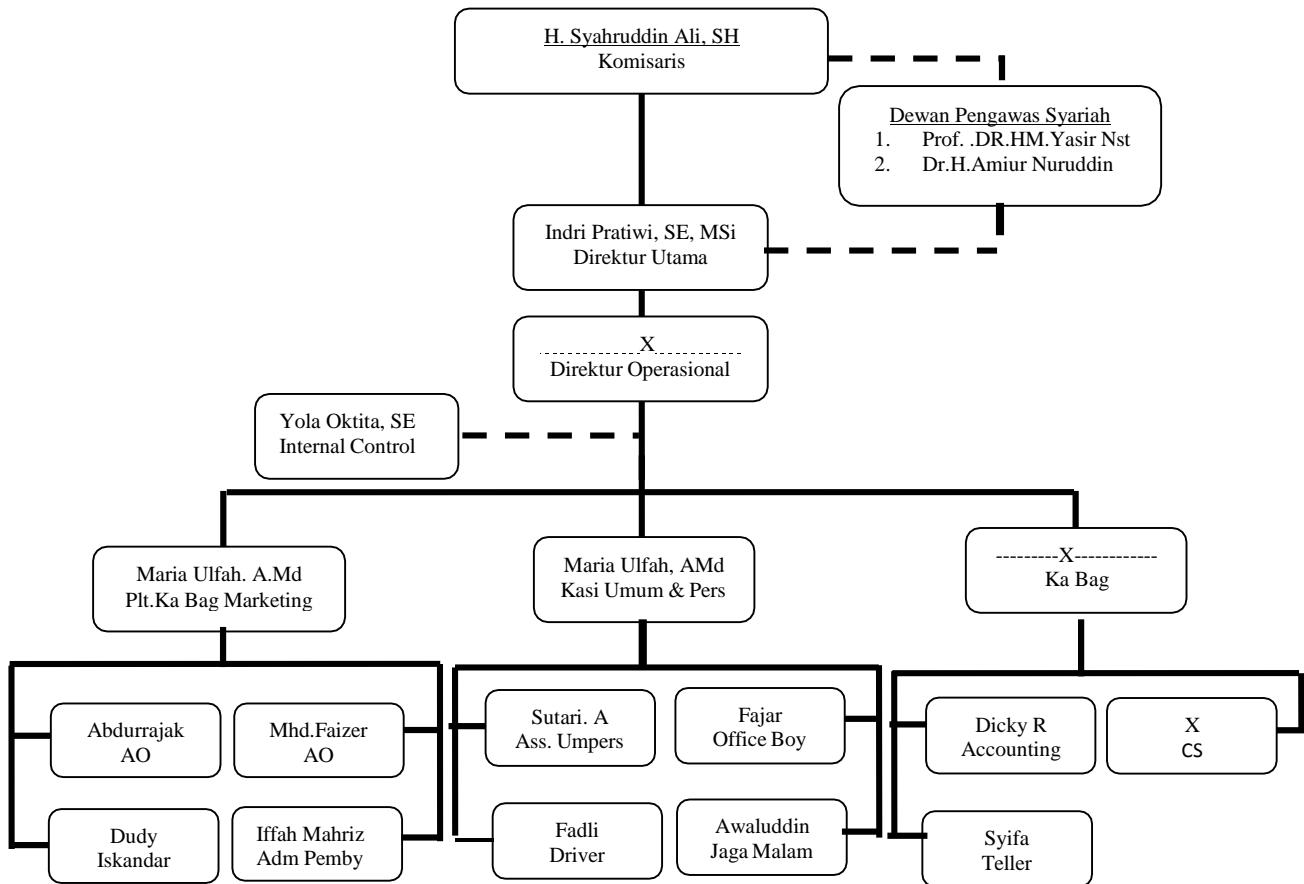 H. Syahruddin Ali, SH
Komisaris
Dewan Pengawas Syariah
1. Prof. .DR.HM.Yasir Nst
2. Dr.H.Amiur Nuruddin
Indri Pratiwi, SE, MSi
Direktur Utama
X
Direktur Operasional
Yola Oktita, SE
Internal Control
Maria Ulfah. A.Md
Plt.Ka Bag Marketing
Maria Ulfah, AMd
Kasi Umum & Pers
---------X------------
Ka Bag
Abdurrajak
AO
Mhd.Faizer
AO
Dudy
Iskandar
Iffah Mahriz
Adm Pemby
Sutari. A
Ass. Umpers
Fajar
Office Boy
Fadli
Driver
Awaluddin
Jaga Malam
Dicky R
Accounting
X
CS
Syifa
Teller